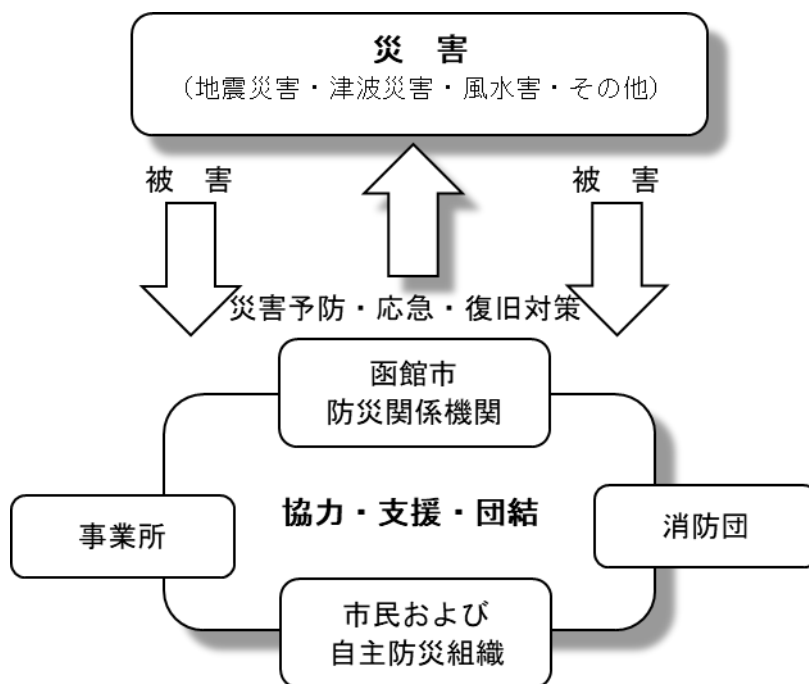 災　害
（地震災害・津波災害・風水害・その他）
被　害
被　害
災害予防・応急・復旧対策
函館市
防災関係機関
協力・支援・団結
事業所
消防団
市民および
自主防災組織